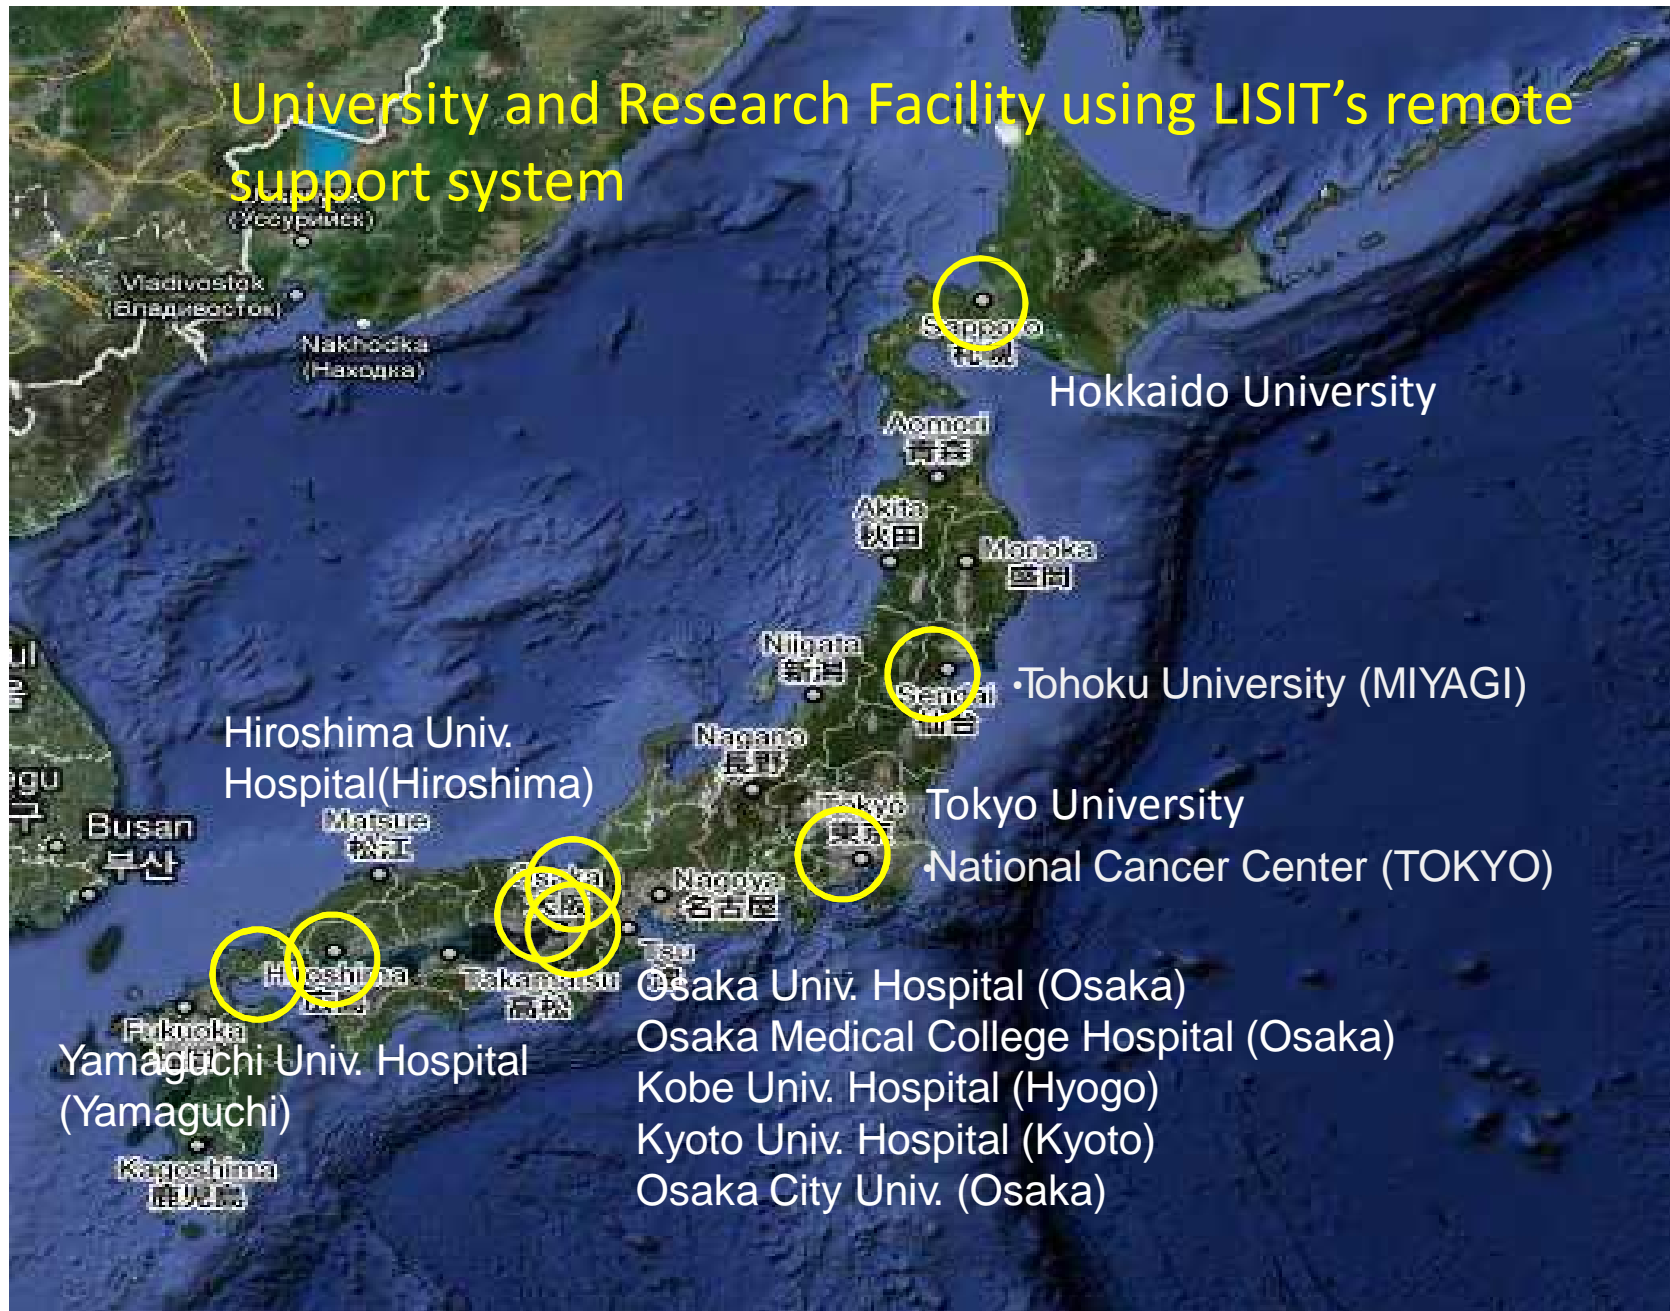 University and Research Facility using LISIT's remote
support system
(Уссурийск)
Vladivostok
(Владивосток)
Nakhodka
(Находка)
Sapporo
札幌
Hokkaido University
Aomori
青森
Akita
秋田
Morioka
盛岡
Niigata
新潟
Sendai
仙台
•Tohoku University (MIYAGI)
Hiroshima Univ.
Hospital(Hiroshima)
Nagano
長野
Tokyo
東京
Tokyo University
•National Cancer Center (TOKYO)
Busan
부산
Matsue
松江
Osaka
大阪
Nagoya
名古屋
Hiroshima
Takamatsu
高松
Tsu
Fukuoka
Yamaguchi Univ. Hospital
(Yamaguchi)
Kagoshima
鹿児島
Osaka Univ. Hospital (Osaka)
Osaka Medical College Hospital (Osaka)
Kobe Univ. Hospital (Hyogo)
Kyoto Univ. Hospital (Kyoto)
Osaka City Univ. (Osaka)